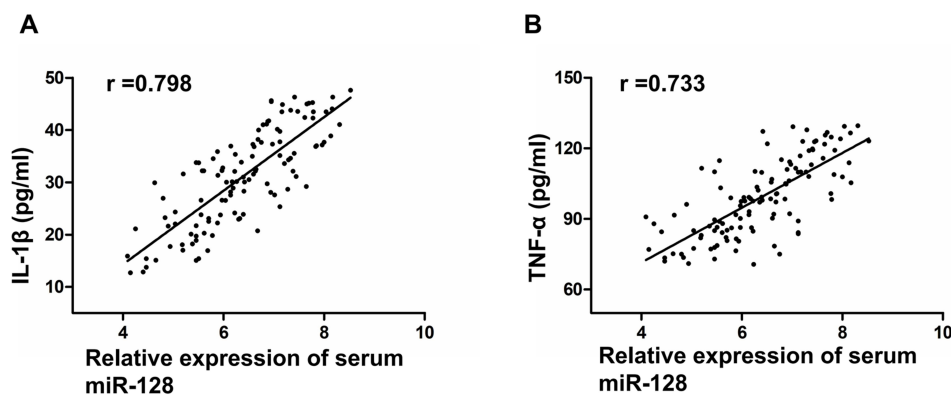 A
r =0.798
IL-1β (pg/ml)
50
40
30
20
10
4 6 8 10
Relative expression of serum
miR-128
B
r =0.733
TNF-α (pg/ml)
150
120
90
60
4 6 8 10
Relative expression of serum
miR-128